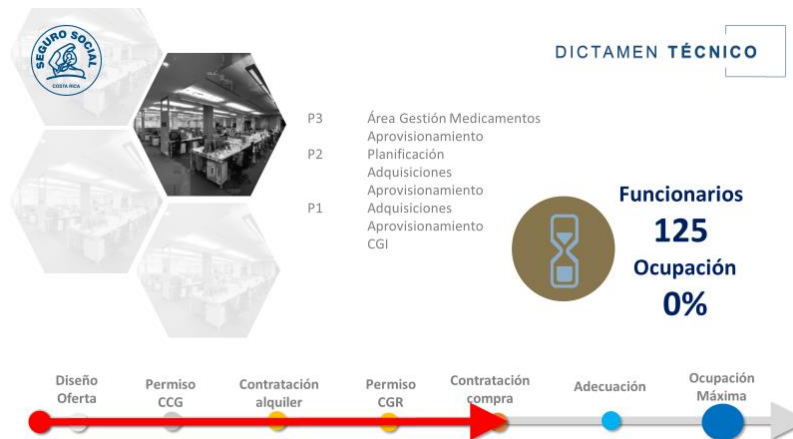 SEGURO SOCIAL
COSTA RICA
DICTAMEN TÉCNICO
P3 Área Gestión Medicamentos
Aprovisionamiento
P2 Planificación
Adquisiciones
Aprovisionamiento
P1 Adquisiciones
Aprovisionamiento
CGI
Funcionarios
125
Ocupación
0%
Diseño
Oferta
Permiso
CCG
Contratación
alquiler
Permiso
CGR
Contratación
compra
Adecuación
Ocupación
Máxima